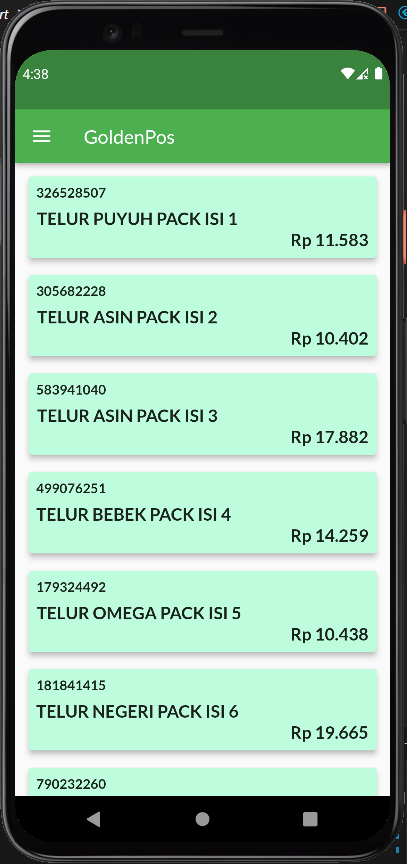 rt
4:38
GoldenPos
326528507
TELUR PUYUH PACK ISI 1
Rp 11.583
305682228
TELUR ASIN PACK ISI 2
Rp 10.402
583941040
TELUR ASIN PACK ISI 3
Rp 17.882
499076251
TELUR BEBEK PACK ISI 4
Rp 14.259
179324492
TELUR OMEGA PACK ISI 5
Rp 10.438
181841415
TELUR NEGERI PACK ISI 6
Rp 19.665
790232260